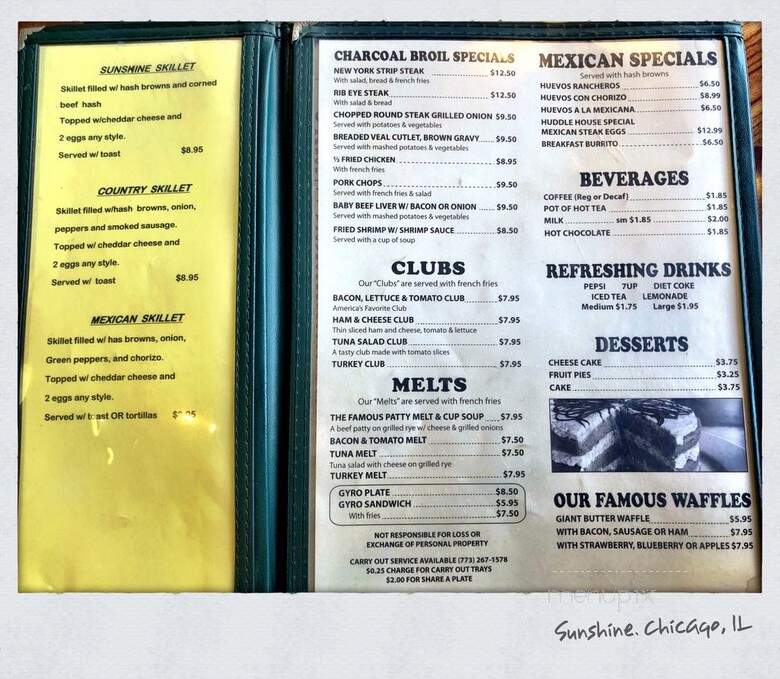 SUNSHINE SKILLET
Skillet filled w/ hash browns and corned
beef hash
Topped w/cheddar cheese and
2 eggs any style.
Served w/ toast $8.95
COUNTRY SKILLET
Skillet filled w/hash browns, onion,
peppers and smoked sausage.
Topped w/ cheddar cheese and
2 eggs any style.
Served w/ toast $8.95
MEXICAN SKILLET
Skillet filled w/ has browns, onion,
Green peppers, and chorizo.
Topped w/ cheddar cheese and
2 eggs any style.
Served w/ toast OR tortillas
CHARCOAL BROIL SPECIALS
NEW YORK STRIP STEAK $12.50
With salad, bread & french fries
RIB EYE STEAK $12.50
With salad & bread
CHOPPED ROUND STEAK GRILLED ONION $9.50
Served with potatoes & vegetables
BREADED VEAL CUTLET, BROWN GRAVY $9.50
Served with mashed potatoes & vegetables
½ FRIED CHICKEN $8.95
With french fries
PORK CHOPS $9.50
Served with french fries & salad
BABY BEEF LIVER W/ BACON OR ONION $9.50
Served with mashed potatoes & vegetables
FRIED SHRIMP W/ SHRIMP SAUCE $8.50
Served with a cup of soup
CLUBS
Our "Clubs" are served with french fries
BACON, LETTUCE & TOMATO CLUB $7.95
America's Favorite Club
HAM & CHEESE CLUB $7.95
Thin sliced ham and cheese, tomato & lettuce
TUNA SALAD CLUB $7.95
A tasty club made with tomato slices
TURKEY CLUB $7.95
MELTS
Our "Melts" are served with french fries
THE FAMOUS PATTY MELT & CUP SOUP $7.95
A beef patty on grilled rye w/ cheese & grilled onions
BACON & TOMATO MELT $7.50
TUNA MELT $7.50
Tuna salad with cheese on grilled rye
TURKEY MELT $7.95
GYRO PLATE $8.50
GYRO SANDWICH $5.95
With fries $7.50
NOT RESPONSIBLE FOR LOSS OR
EXCHANGE OF PERSONAL PROPERTY
CARRY OUT SERVICE AVAILABLE (773) 267-1578
$0.25 CHARGE FOR CARRY OUT TRAYS
$2.00 FOR SHARE A PLATE
MEXICAN SPECIALS
Served with hash browns
HUEVOS RANCHEROS $6.50
HUEVOS CON CHORIZO $8.99
HUEVOS A LA MEXICANA $6.50
HUDDLE HOUSE SPECIAL
MEXICAN STEAK EGGS $12.99
BREAKFAST BURRITO $6.50
BEVERAGES
COFFEE (Reg or Decaf) $1.85
POT OF HOT TEA $1.85
MILK sm $1.85 $2.00
HOT CHOCOLATE $1.85
REFRESHING DRINKS
PEPSI 7UP DIET COKE
ICED TEA LEMONADE
Medium $1.75 Large $1.95
DESSERTS
CHEESE CAKE $3.75
FRUIT PIES $3.25
CAKE $3.75
OUR FAMOUS WAFFLES
GIANT BUTTER WAFFLE $5.95
WITH BACON, SAUSAGE OR HAM $7.95
WITH STRAWBERRY, BLUEBERRY OR APPLES $7.95
menupix
Sunshine. Chicago, IL